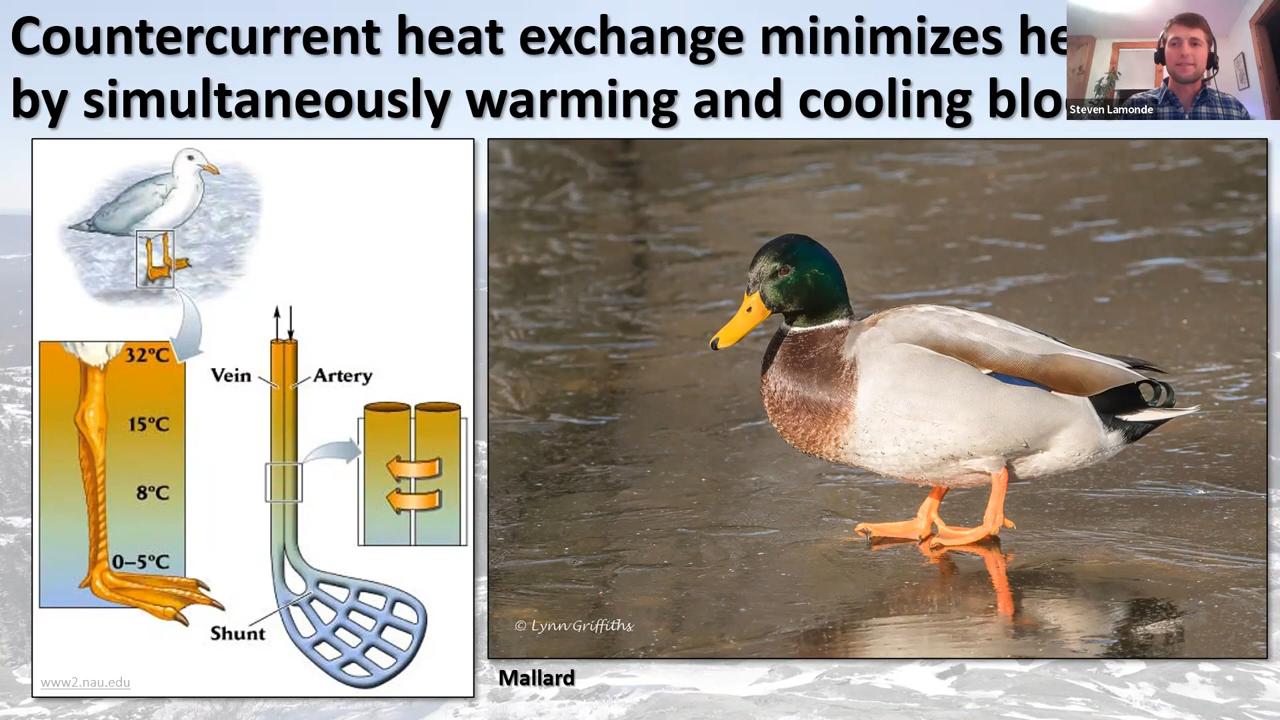 Countercurrent heat exchange minimizes he
by simultaneously warming and cooling blo
Steven Lamonde
32°C
15°C
8°C
0–5°C
Vein
Artery
Shunt
www2.nau.edu
© Lynn Griffiths
Mallard